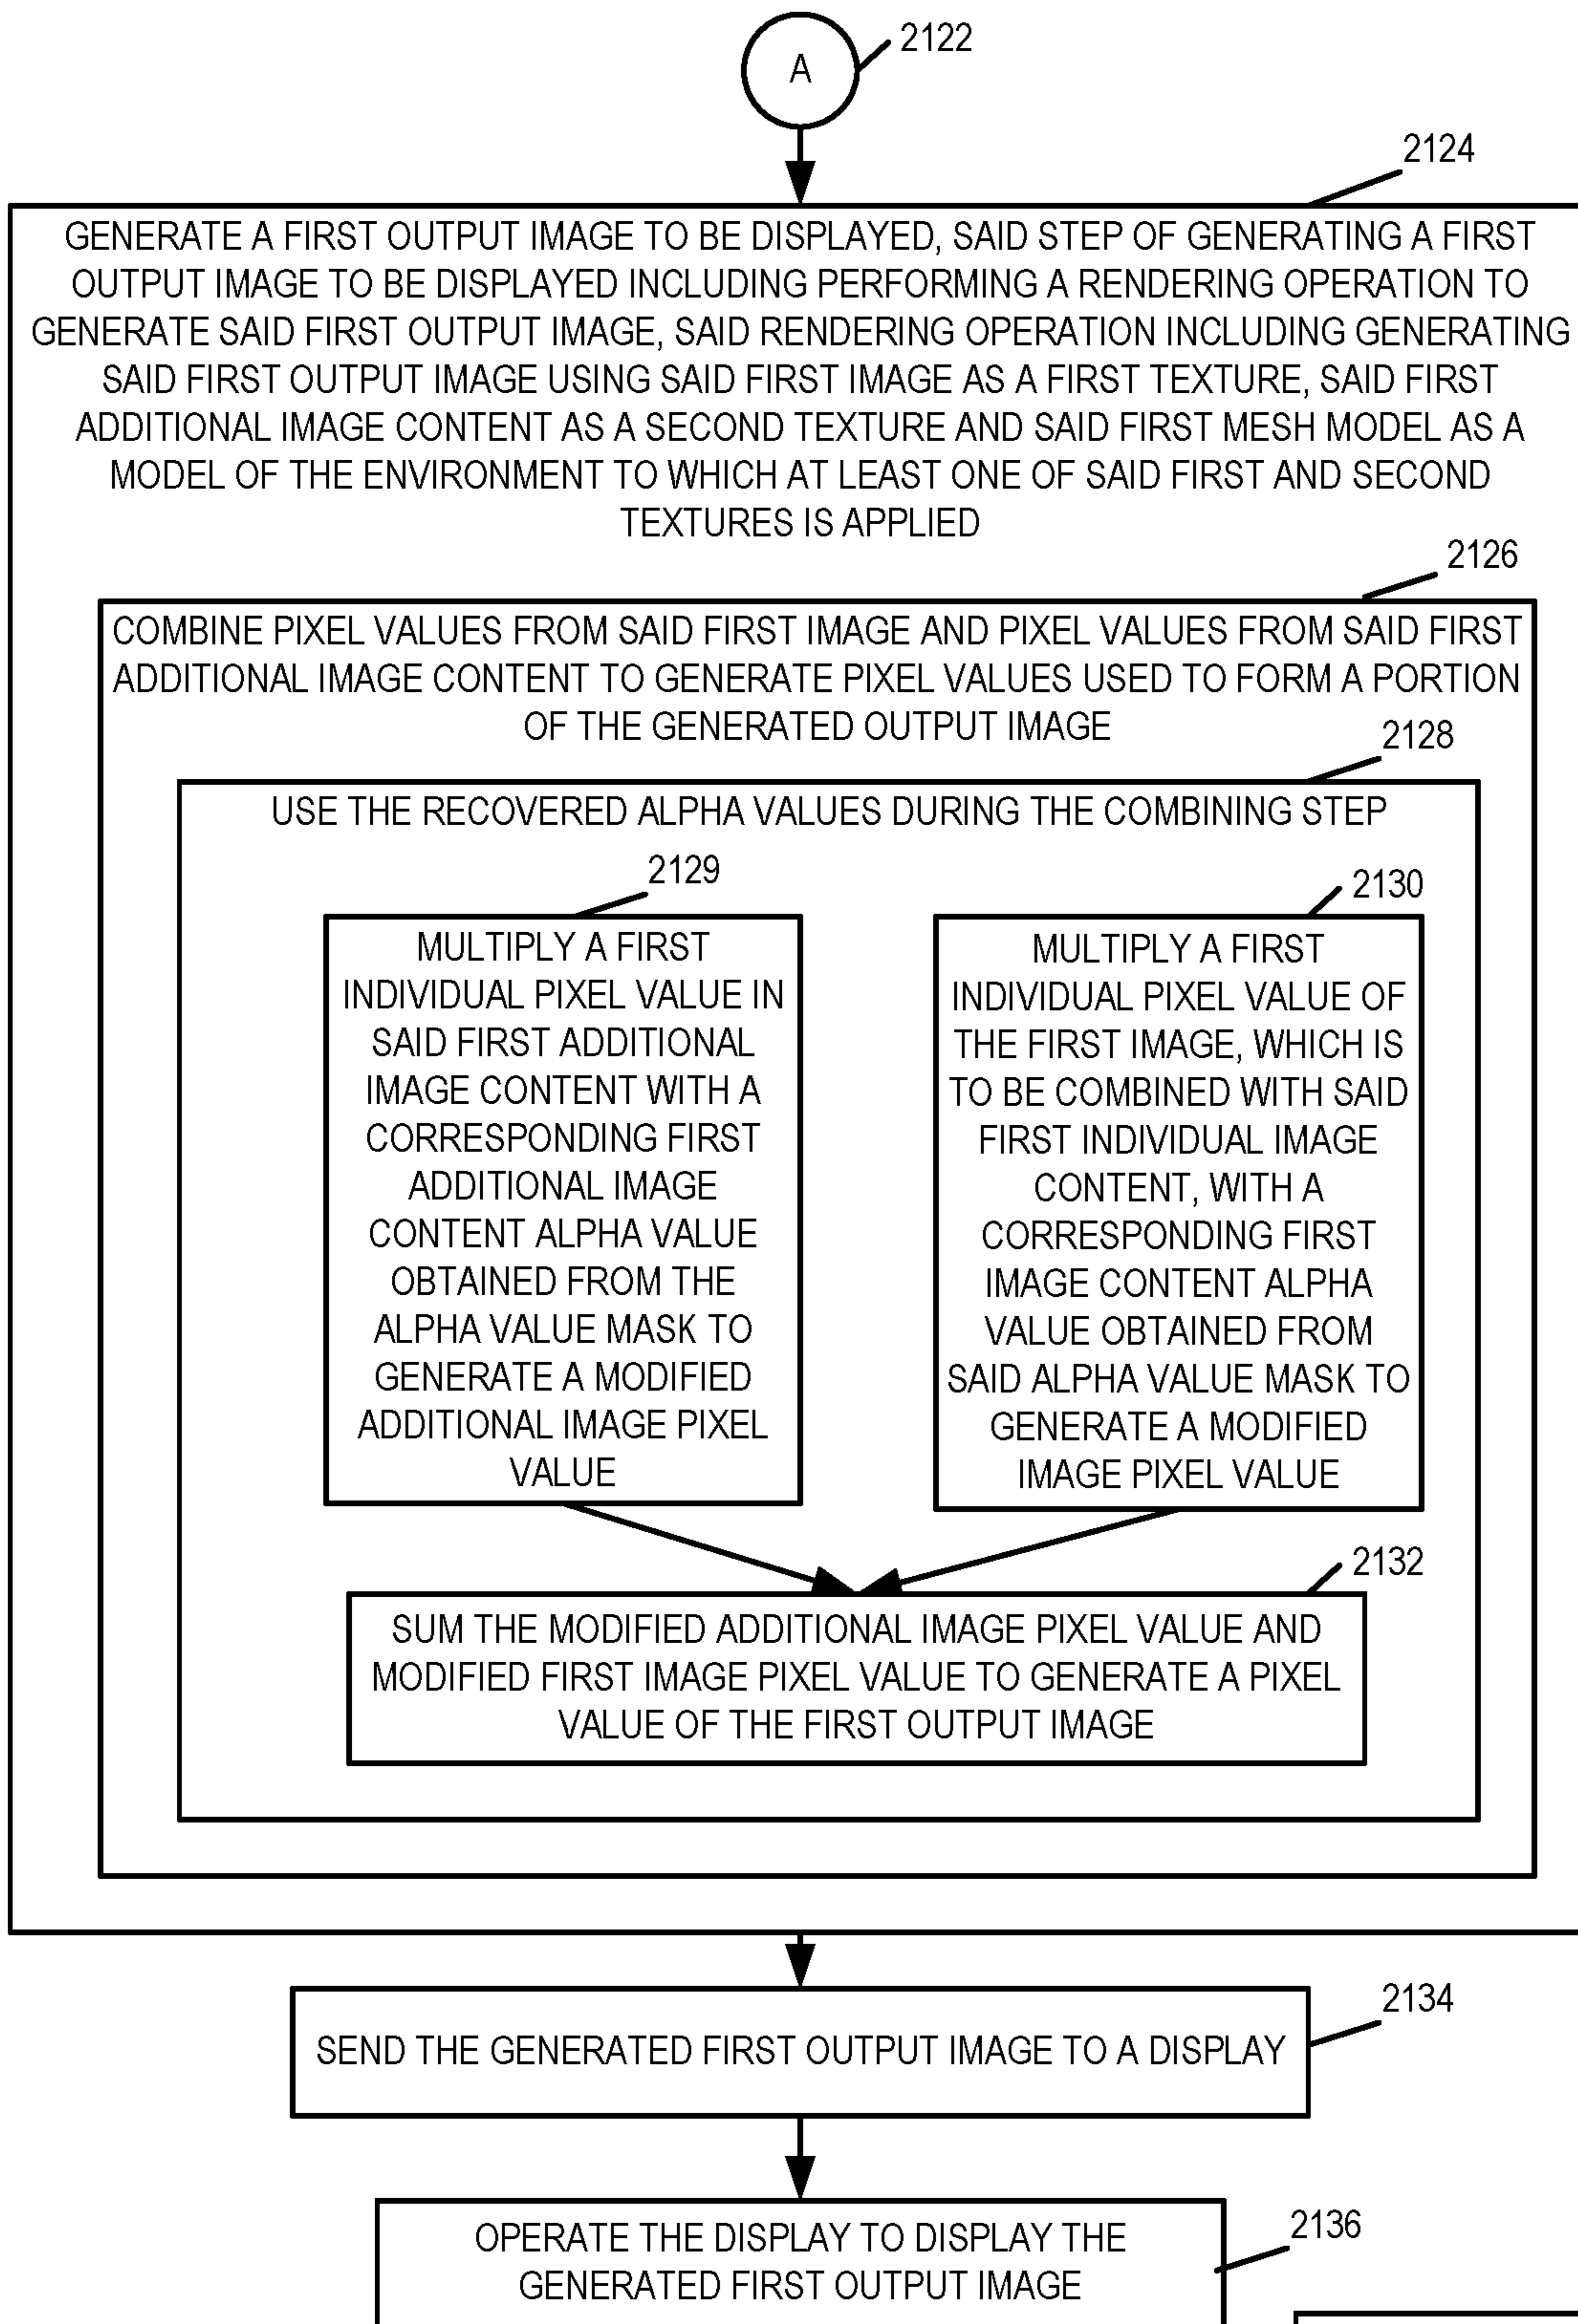 A
2122
2124
GENERATE A FIRST OUTPUT IMAGE TO BE DISPLAYED, SAID STEP OF GENERATING A FIRST
OUTPUT IMAGE TO BE DISPLAYED INCLUDING PERFORMING A RENDERING OPERATION TO
GENERATE SAID FIRST OUTPUT IMAGE, SAID RENDERING OPERATION INCLUDING GENERATING
SAID FIRST OUTPUT IMAGE USING SAID FIRST IMAGE AS A FIRST TEXTURE, SAID FIRST
ADDITIONAL IMAGE CONTENT AS A SECOND TEXTURE AND SAID FIRST MESH MODEL AS A
MODEL OF THE ENVIRONMENT TO WHICH AT LEAST ONE OF SAID FIRST AND SECOND
TEXTURES IS APPLIED
2126
COMBINE PIXEL VALUES FROM SAID FIRST IMAGE AND PIXEL VALUES FROM SAID FIRST
ADDITIONAL IMAGE CONTENT TO GENERATE PIXEL VALUES USED TO FORM A PORTION
OF THE GENERATED OUTPUT IMAGE
2128
USE THE RECOVERED ALPHA VALUES DURING THE COMBINING STEP
2129
MULTIPLY A FIRST
INDIVIDUAL PIXEL VALUE IN
SAID FIRST ADDITIONAL
IMAGE CONTENT WITH A
CORRESPONDING FIRST
ADDITIONAL IMAGE
CONTENT ALPHA VALUE
OBTAINED FROM THE
ALPHA VALUE MASK TO
GENERATE A MODIFIED
ADDITIONAL IMAGE PIXEL
VALUE
2130
MULTIPLY A FIRST
INDIVIDUAL PIXEL VALUE OF
THE FIRST IMAGE, WHICH IS
TO BE COMBINED WITH SAID
FIRST INDIVIDUAL IMAGE
CONTENT, WITH A
CORRESPONDING FIRST
IMAGE CONTENT ALPHA
VALUE OBTAINED FROM
SAID ALPHA VALUE MASK TO
GENERATE A MODIFIED
IMAGE PIXEL VALUE
2132
SUM THE MODIFIED ADDITIONAL IMAGE PIXEL VALUE AND
MODIFIED FIRST IMAGE PIXEL VALUE TO GENERATE A PIXEL
VALUE OF THE FIRST OUTPUT IMAGE
2134
SEND THE GENERATED FIRST OUTPUT IMAGE TO A DISPLAY
2136
OPERATE THE DISPLAY TO DISPLAY THE
GENERATED FIRST OUTPUT IMAGE